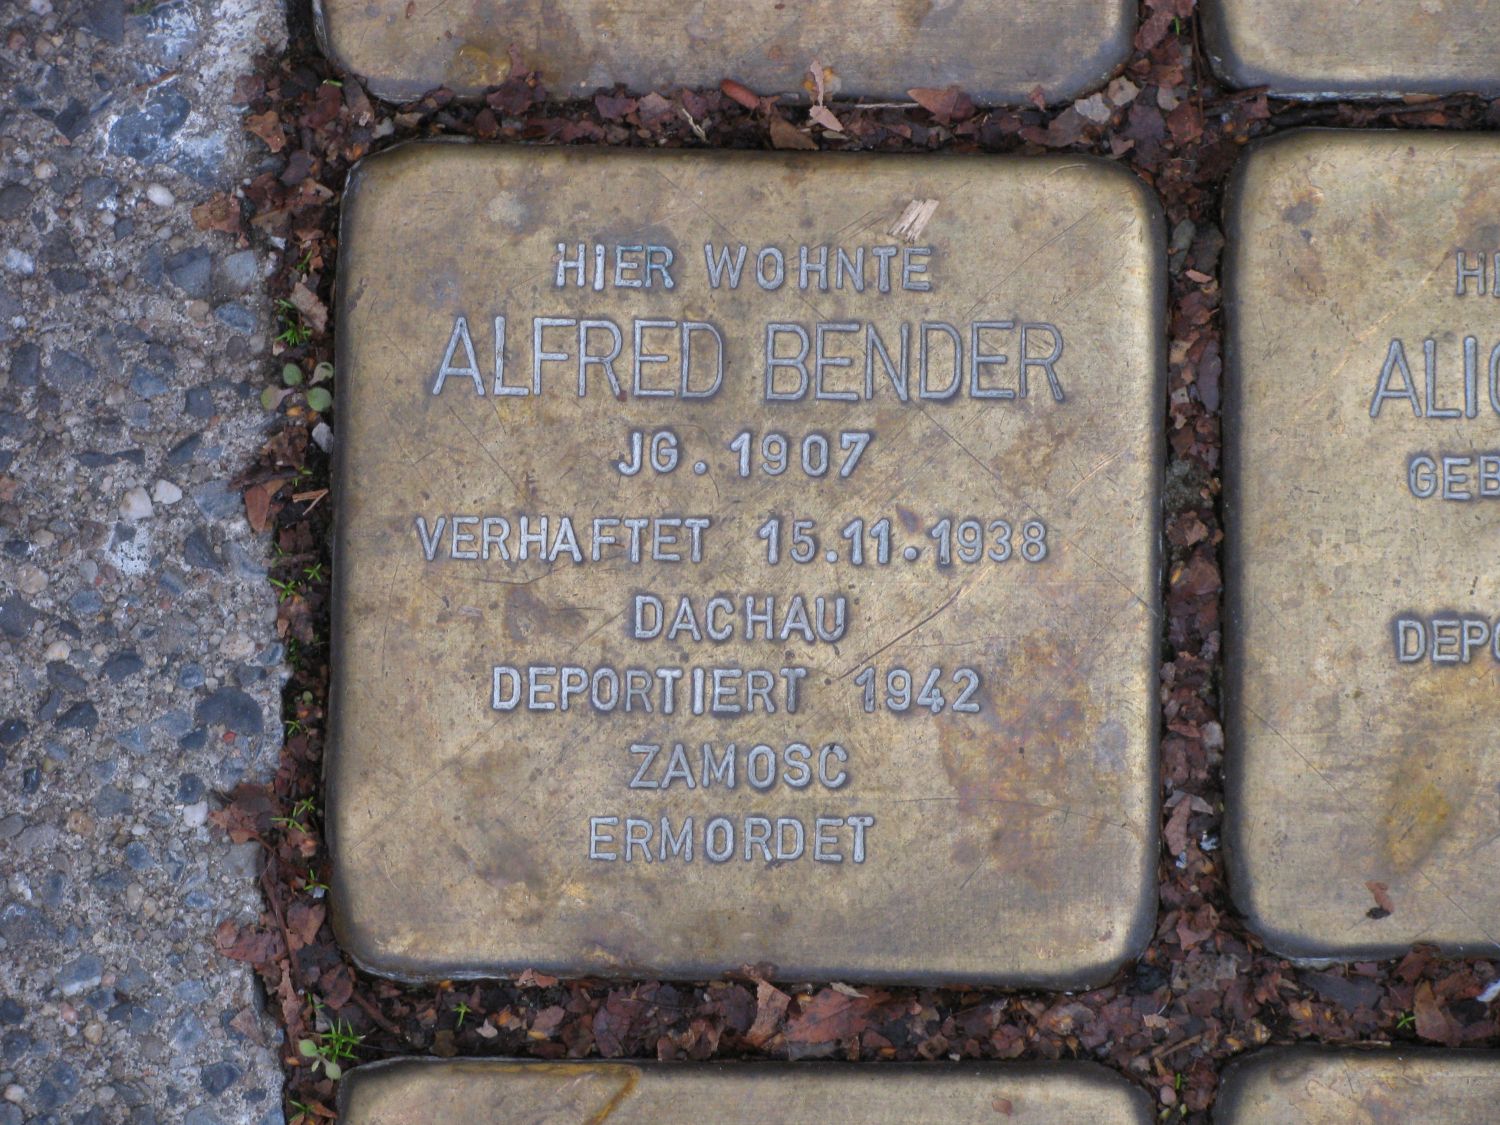 HIER WOHNTE
ALFRED BENDER
JG. 1907
VERHAFTET 15.11.1938
DACHAU
DEPORTIERT 1942
ZAMOSC
ERMORDET